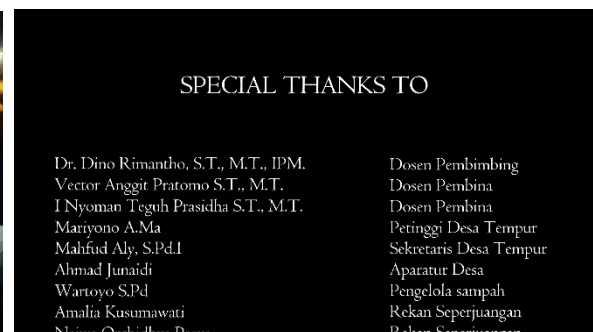 SPECIAL THANKS TO
Dr. Dino Rimantho, S.T., M.T., IPM. Dosen Pembimbing
Vector Anggit Pratomo S.T., M.T. Dosen Pembina
I Nyoman Teguh Prasidha S.T., M.T. Dosen Pembina
Mariyono A.Ma Petinggi Desa Tempur
Mahfud Aly, S.Pd.I Sekretaris Desa Tempur
Ahmad Junaidi Aparatur Desa
Wartoyo S.Pd Pengelola sampah
Amalia Kusumawati Rekan Seperjuangan
Rekan Seperjuangan